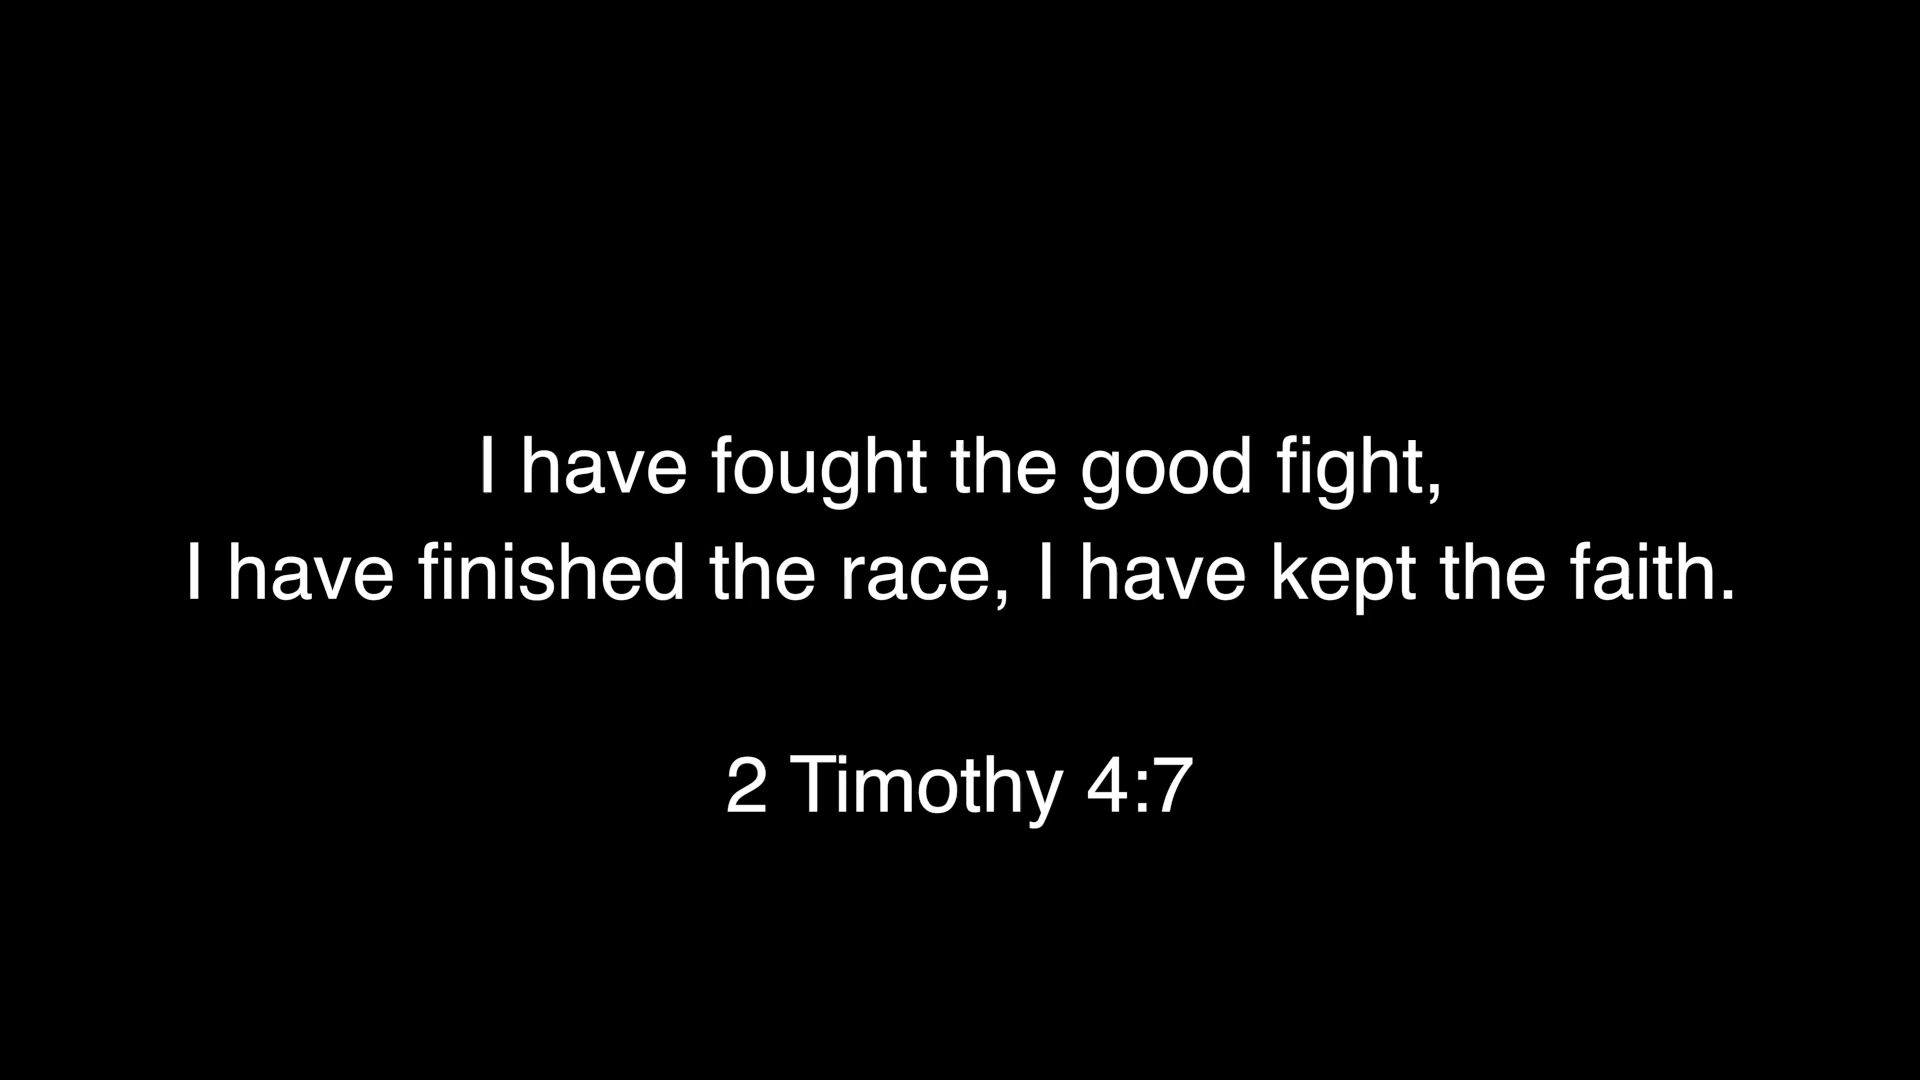 I have fought the good fight,
I have finished the race, I have kept the faith.
2 Timothy 4:7